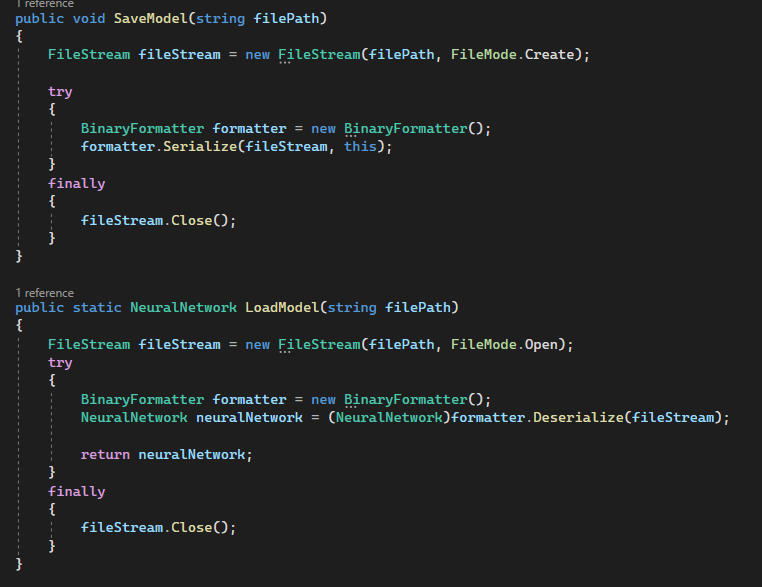 1 reference
public void SaveModel(string filePath)
{
FileStream fileStream = new FileStream(filePath, FileMode.Create);
try
{
BinaryFormatter formatter = new BinaryFormatter();
formatter.Serialize(fileStream, this);
}
finally
{
fileStream.Close();
}
}
1 reference
public static NeuralNetwork LoadModel(string filePath)
{
FileStream fileStream = new FileStream(filePath, FileMode.Open);
try
{
BinaryFormatter formatter = new BinaryFormatter();
NeuralNetwork neuralNetwork = (NeuralNetwork)formatter.Deserialize(fileStream);
return neuralNetwork;
}
finally
{
fileStream.Close();
}
}